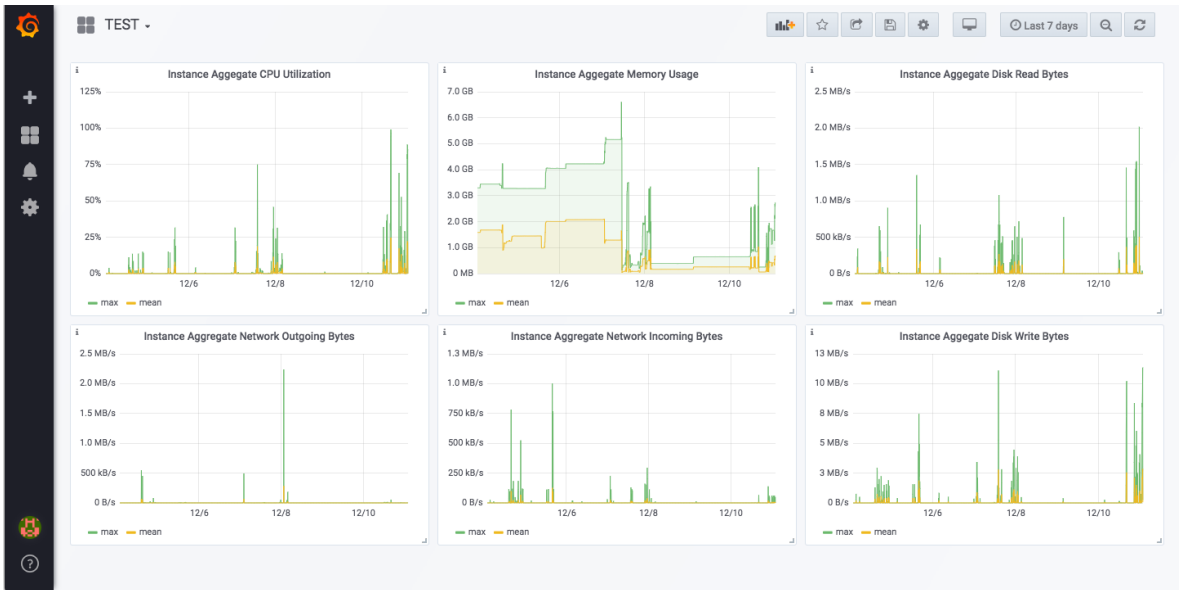 TEST
Last 7 days
Instance Aggegate CPU Utilization
125%
100%
75%
50%
25%
0%
12/6 12/8 12/10
max mean
Instance Aggegate Memory Usage
7.0 GB
6.0 GB
5.0 GB
4.0 GB
3.0 GB
2.0 GB
1.0 GB
0 MB
12/6 12/8 12/10
max mean
Instance Aggegate Disk Read Bytes
2.5 MB/s
2.0 MB/s
1.5 MB/s
1.0 MB/s
500 kB/s
0 B/s
12/6 12/8 12/10
max mean
Instance Aggregate Network Outgoing Bytes
2.5 MB/s
2.0 MB/s
1.5 MB/s
1.0 MB/s
500 kB/s
0 B/s
12/6 12/8 12/10
max mean
Instance Aggregate Network Incoming Bytes
1.3 MB/s
1.0 MB/s
750 kB/s
500 kB/s
250 kB/s
0 B/s
12/6 12/8 12/10
max mean
Instance Aggegate Disk Write Bytes
13 MB/s
10 MB/s
8 MB/s
5 MB/s
3 MB/s
0 B/s
12/6 12/8 12/10
max mean